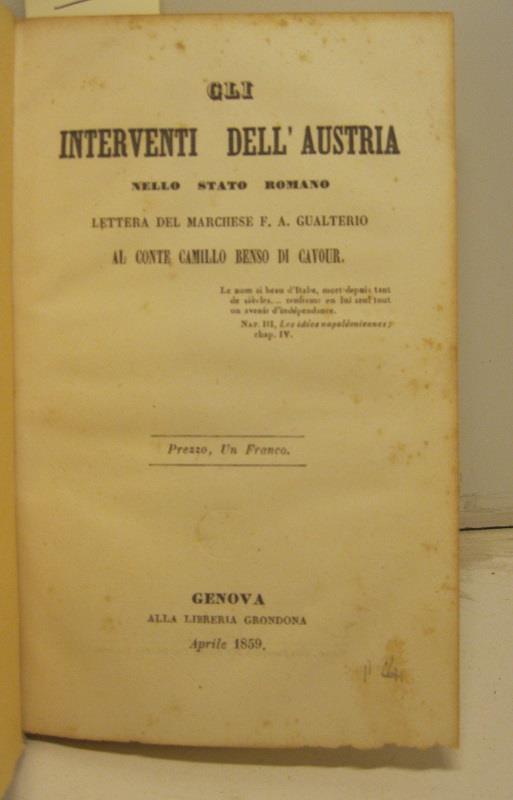 GLI
INTERVENTI DELL' AUSTRIA
NELLO STATO ROMANO
LETTERA DEL MARCHESE F. A. GUALTERIO
AL CONTE CAMILLO BENSO DI CAVOUR.
Le nom si beau d'Italie, mort depuis tant
de siècles... renferme en lui seul tout
un avenir d'indépendance.
NAP. III, Les idées napoléoniennes,
chap. IV.
Prezzo, Un Franco.
GENOVA
ALLA LIBRERIA GRONDONA
Aprile 1859.